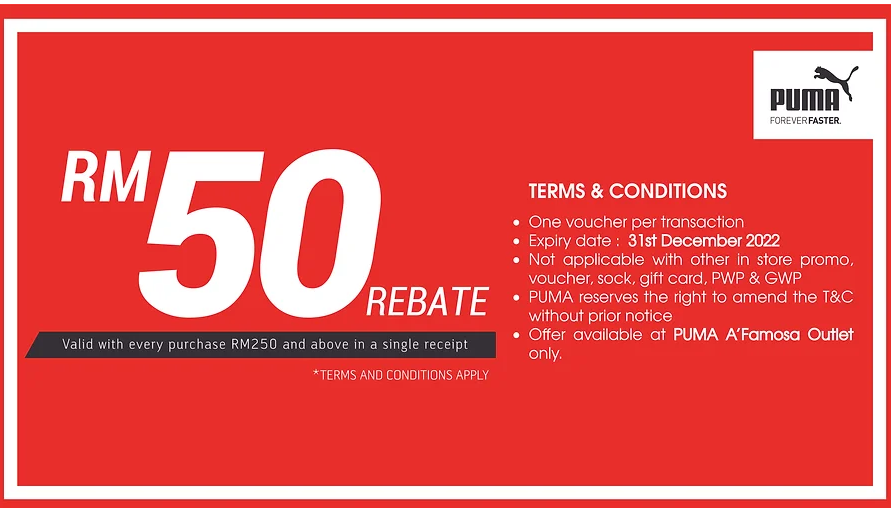 PUMA
FOREVER FASTER.
RM50
REBATE
Valid with every purchase RM250 and above in a single receipt
*TERMS AND CONDITIONS APPLY
TERMS & CONDITIONS
• One voucher per transaction
• Expiry date : 31st December 2022
• Not applicable with other in store promo,
voucher, sock, gift card, PWP & GWP
• PUMA reserves the right to amend the T&C
without prior notice
• Offer available at PUMA A’Famosa Outlet
only.